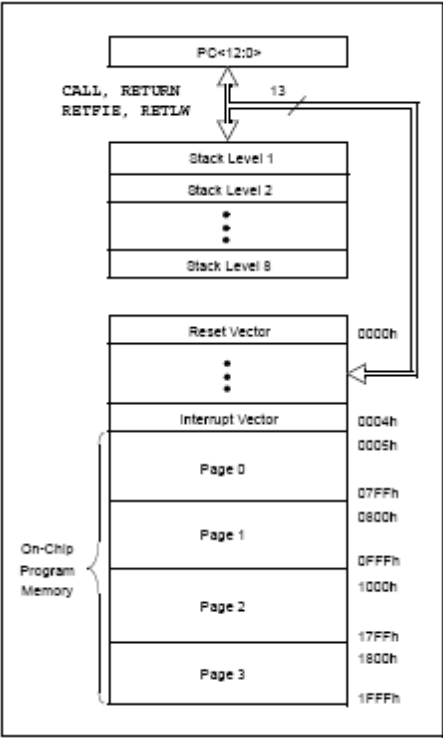 PC<12:0>
CALL, RETURN 13
RETFIE, RETLW
Stack Level 1
Stack Level 2
Stack Level 8
Reset Vector 0000h
Interrupt Vector 0004h
0005h
Page 0
07FFh
0800h
Page 1
0FFFh
On-Chip
Program
Memory
1000h
Page 2
17FFh
1800h
Page 3
1FFFh